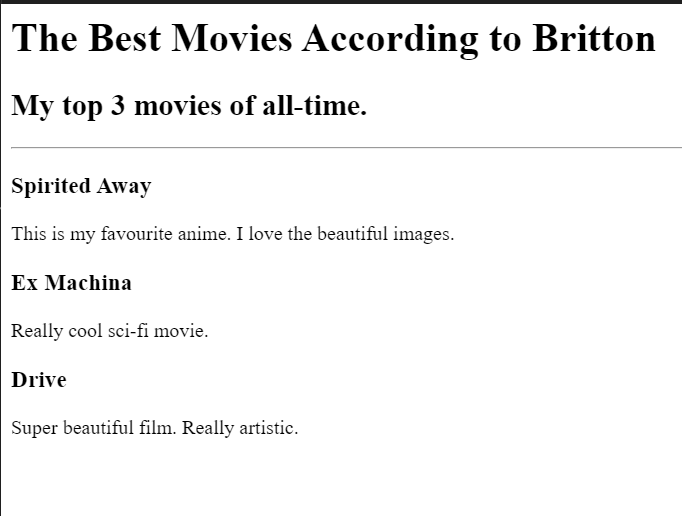 The Best Movies According to Britton
My top 3 movies of all-time.
Spirited Away
This is my favourite anime. I love the beautiful images.
Ex Machina
Really cool sci-fi movie.
Drive
Super beautiful film. Really artistic.